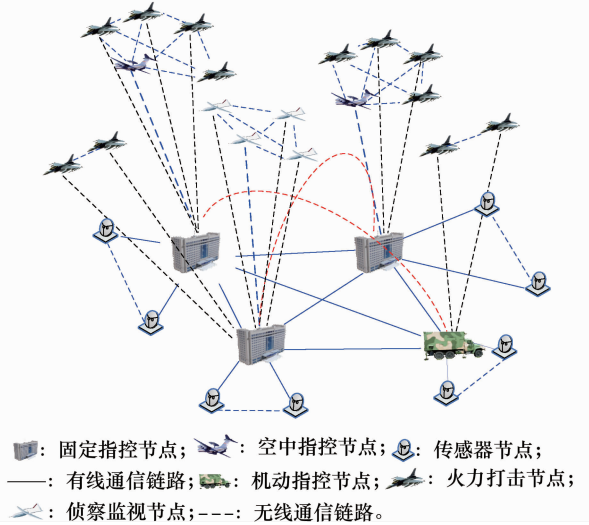 ：固定指控节点；：空中指控节点；：传感器节点；
：有线通信链路；：机动指控节点；：火力打击节点；
：侦察监视节点；：无线通信链路。